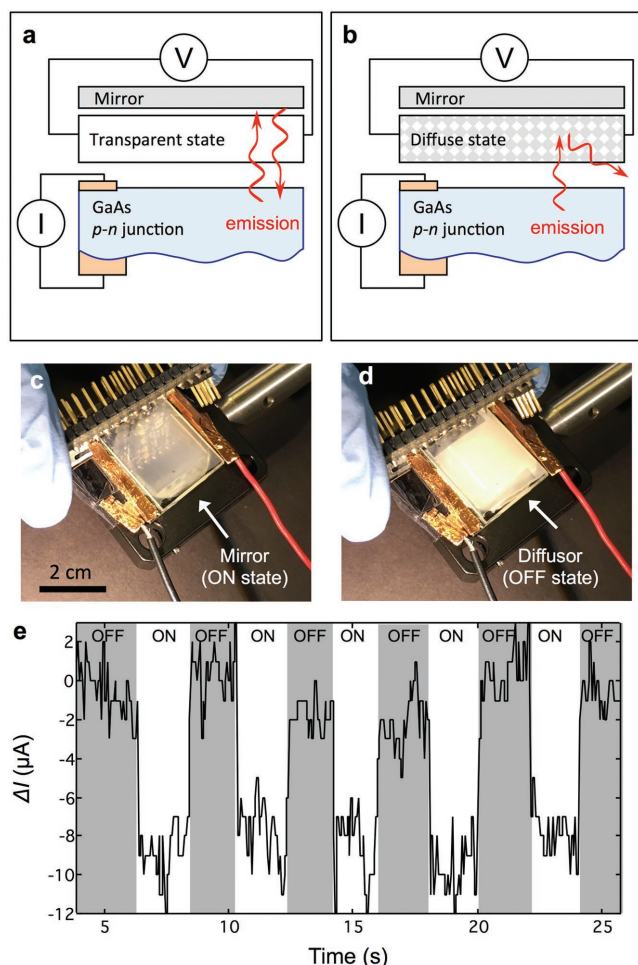 a
V
Mirror
Transparent state
I
GaAs
p-n junction
emission
b
V
Mirror
Diffuse state
I
GaAs
p-n junction
emission
c
Mirror
(ON state)
2 cm
d
Diffusor
(OFF state)
e
OFF ON OFF ON OFF ON OFF ON OFF ON OFF
2
0
-2
-4
-6
-8
-10
-12
ΔI (µA)
5 10 15 20 25
Time (s)